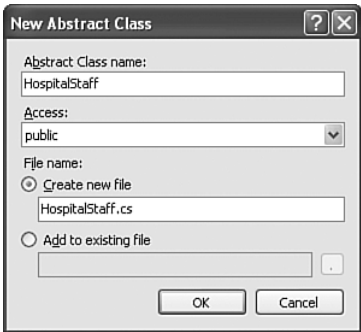 New Abstract Class
Abstract Class name:
HospitalStaff
Access:
public
File name:
Create new file
HospitalStaff.cs
Add to existing file
.
OK Cancel